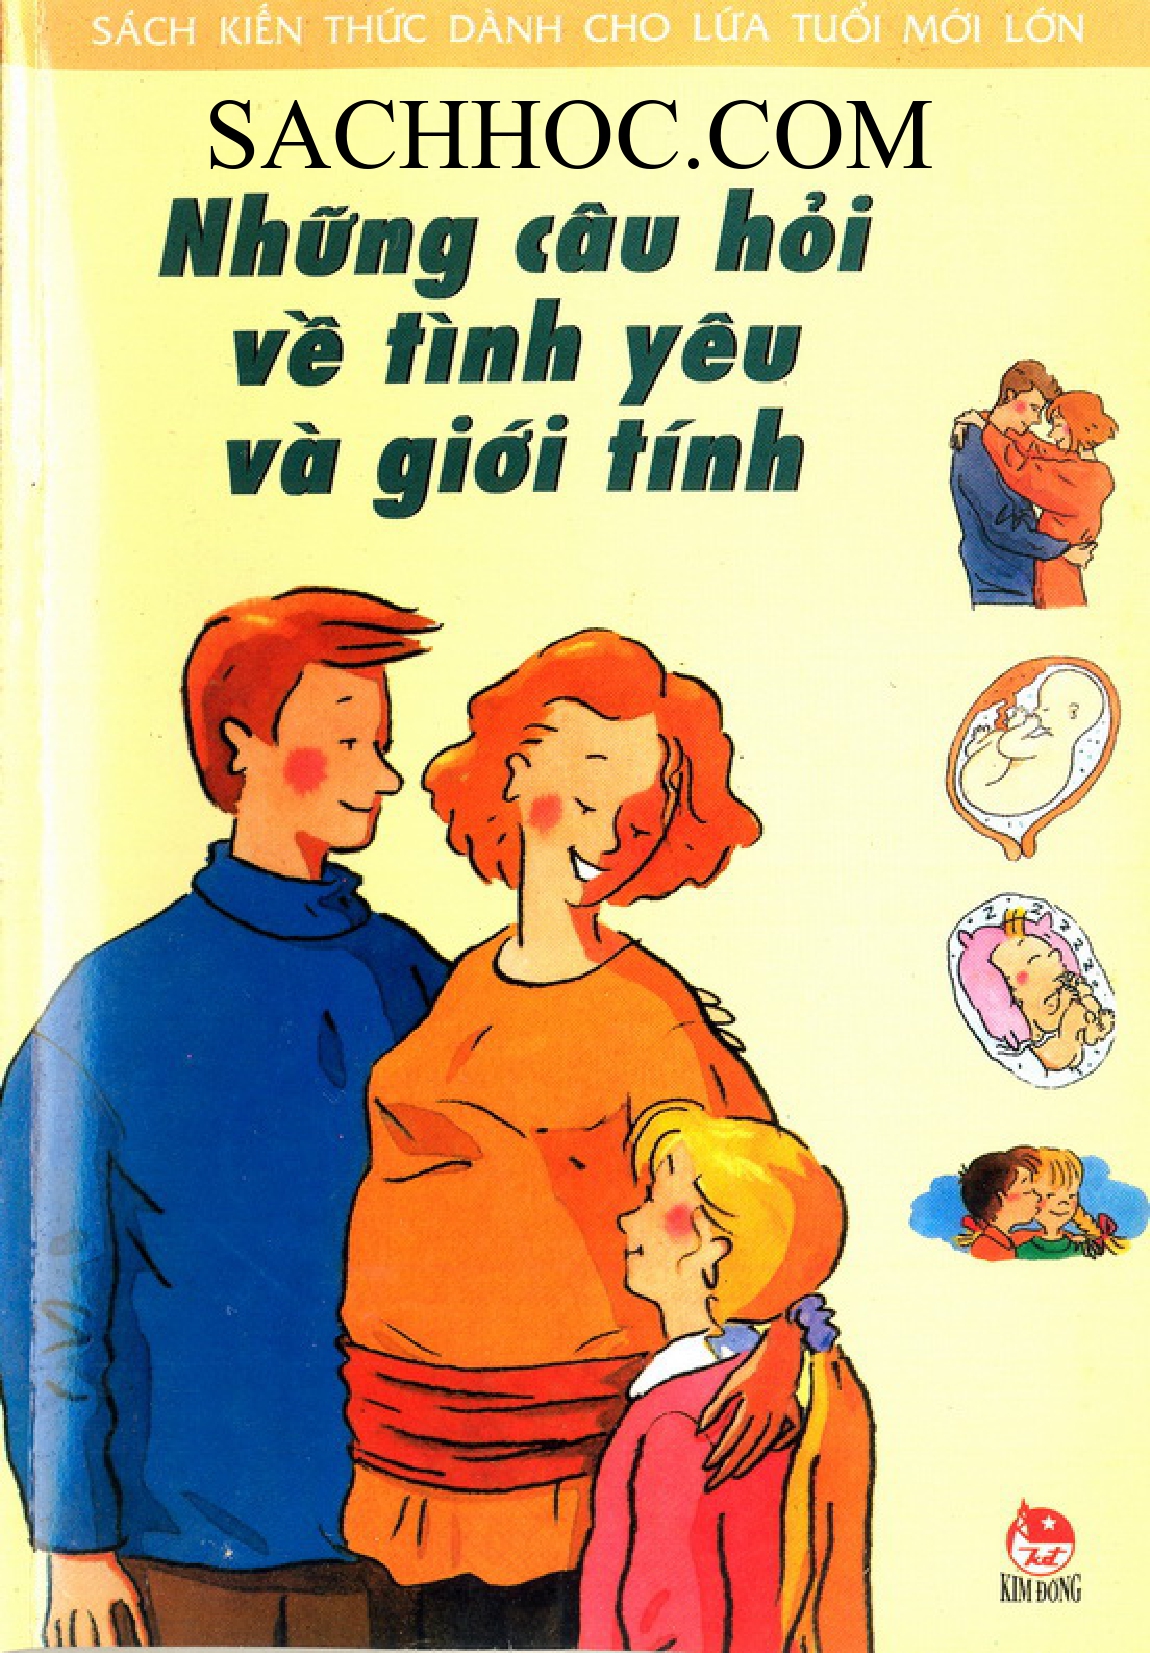 SÁCH KIẾN THỨC DÀNH CHO LỨA TUỔI MỚI LỚN
SACHHOC.COM
Những câu hỏi
về tình yêu
và giới tính
z z z z z z
Kđ
KIM ĐỒNG